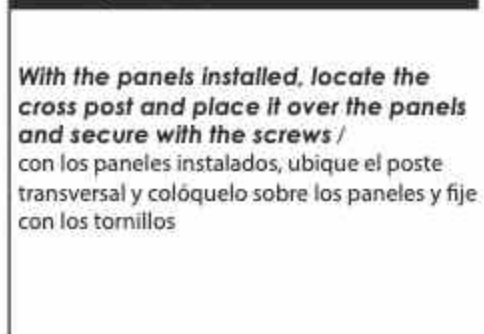 With the panels installed, locate the
cross post and place it over the panels
and secure with the screws /
con los paneles instalados, ubique el poste
transversal y colóquelo sobre los paneles y fije
con los tornillos